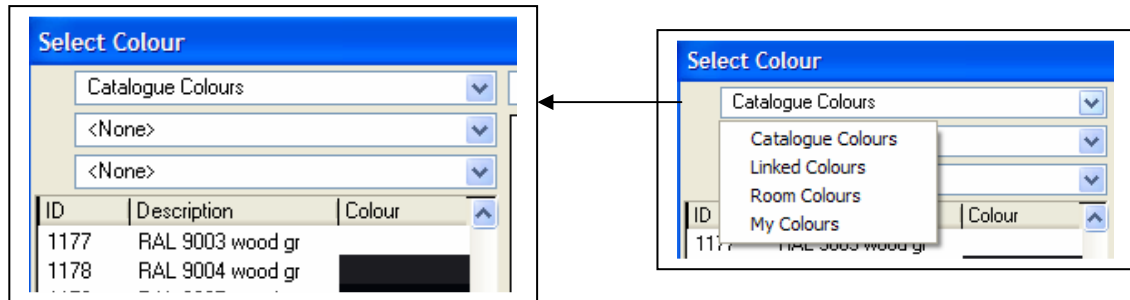 Select Colour
Catalogue Colours
<None>
<None>
ID Description Colour
1177 RAL 9003 wood gr
1178 RAL 9004 wood gr
Select Colour
Catalogue Colours
Catalogue Colours
Linked Colours
Room Colours
My Colours
ID Colour